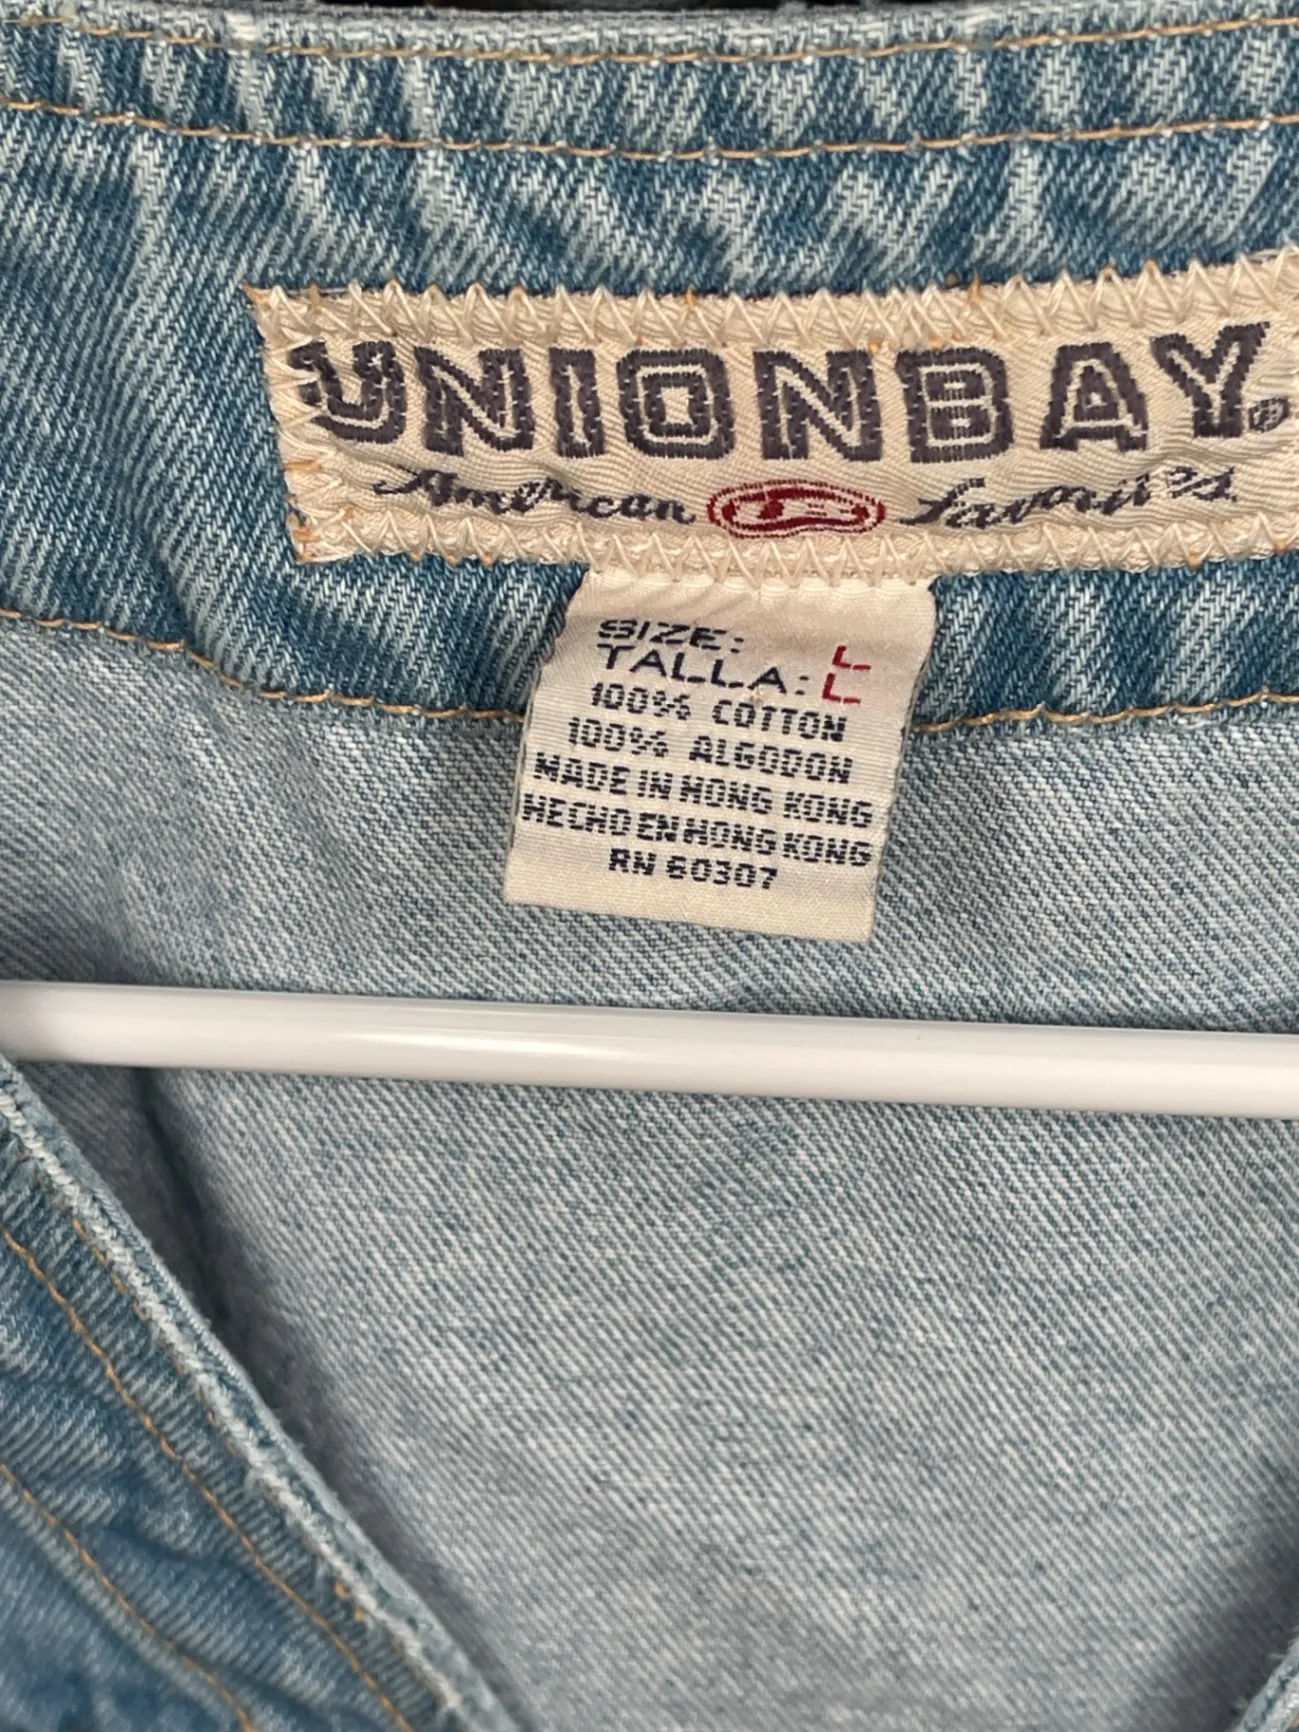 UNIONBAY®
American Favorites
SIZE: L
TALLA: L
100% COTTON
100% ALGODON
MADE IN HONG KONG
HECHO EN HONG KONG
RN 60307